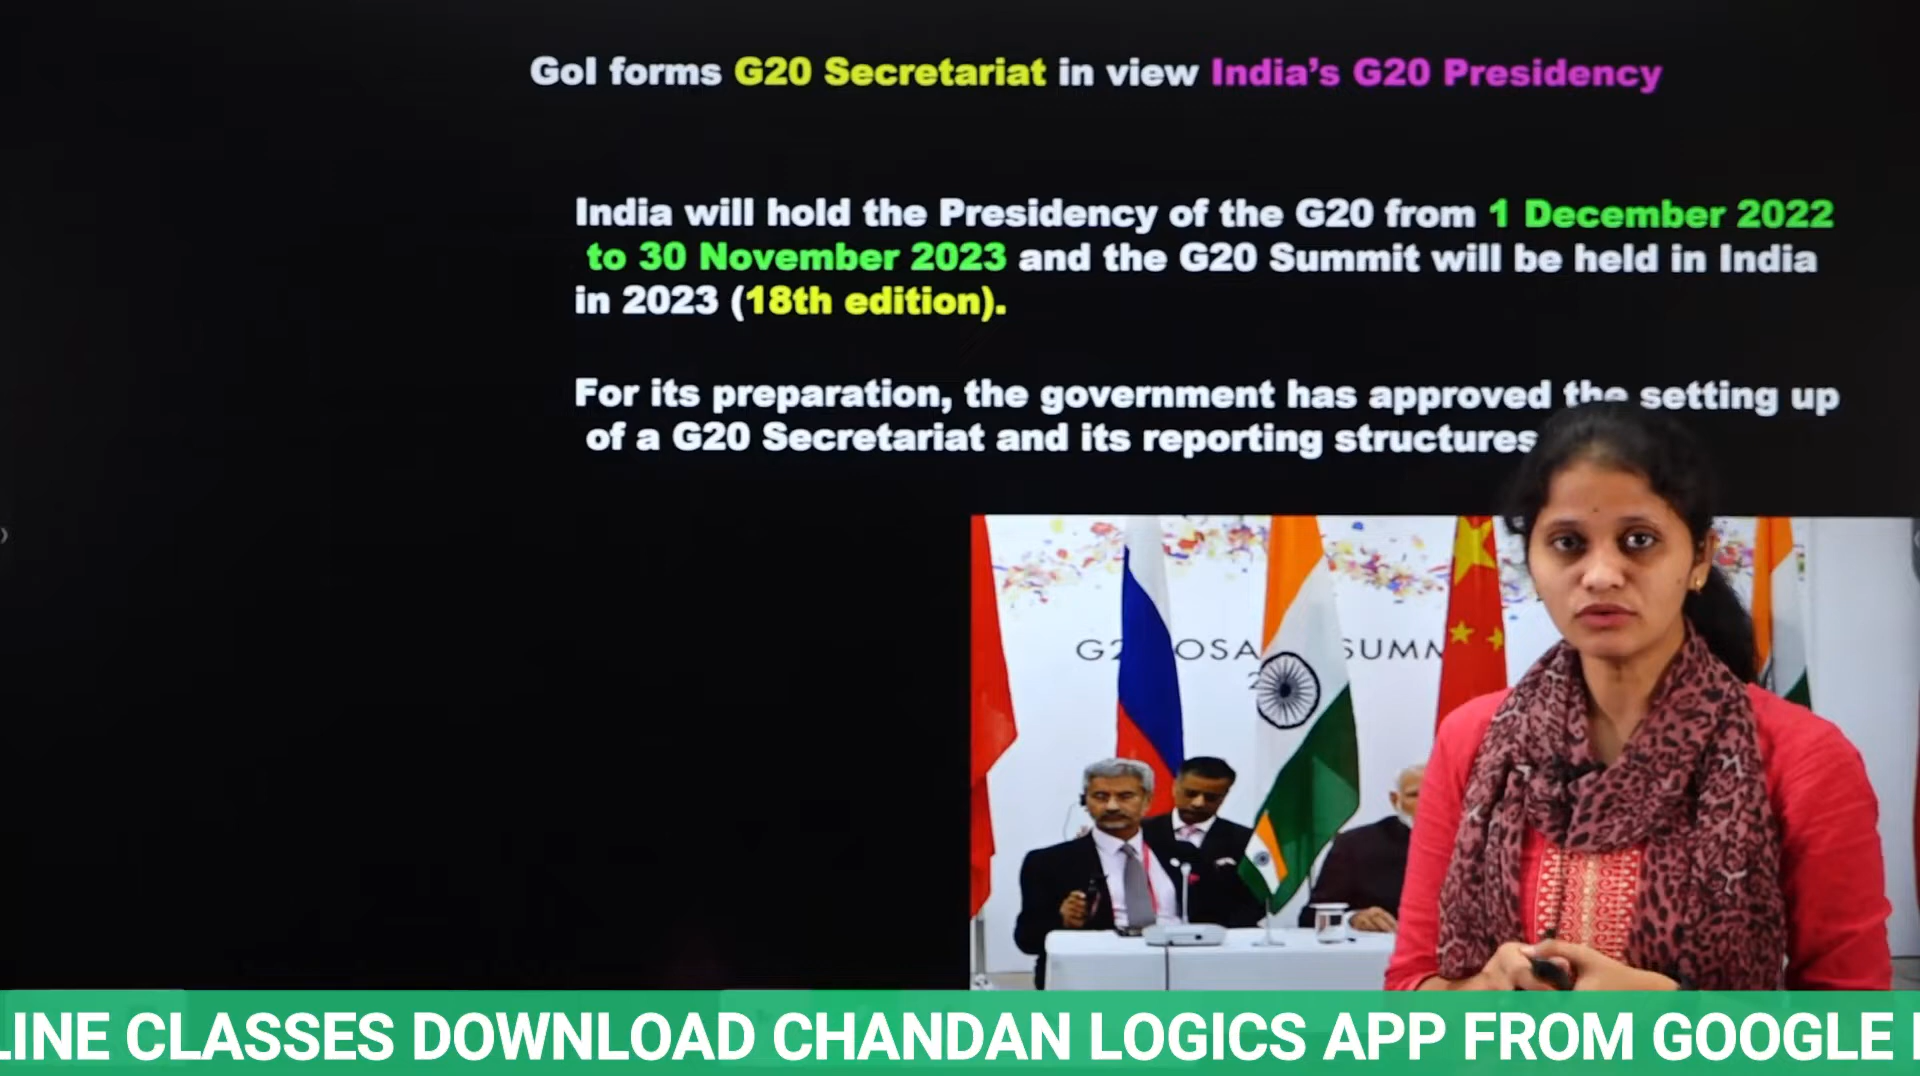 GoI forms G20 Secretariat in view India's G20 Presidency
India will hold the Presidency of the G20 from 1 December 2022
to 30 November 2023 and the G20 Summit will be held in India
in 2023 (18th edition).
For its preparation, the government has approved the setting up
of a G20 Secretariat and its reporting structures
LINE CLASSES DOWNLOAD CHANDAN LOGICS APP FROM GOOGLE